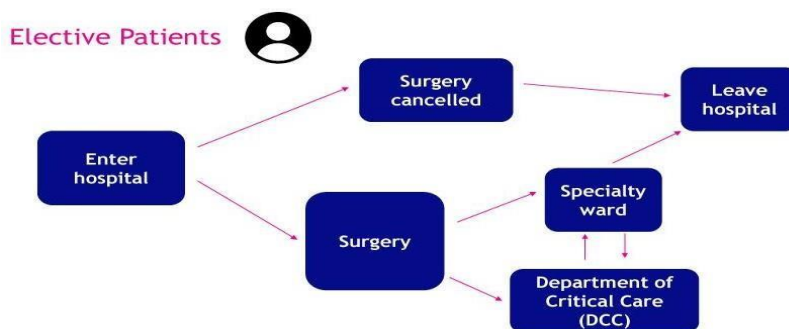 Elective Patients
Surgery
cancelled
Leave
hospital
Enter
hospital
Specialty
ward
Surgery
Department of
Critical Care
(DCC)